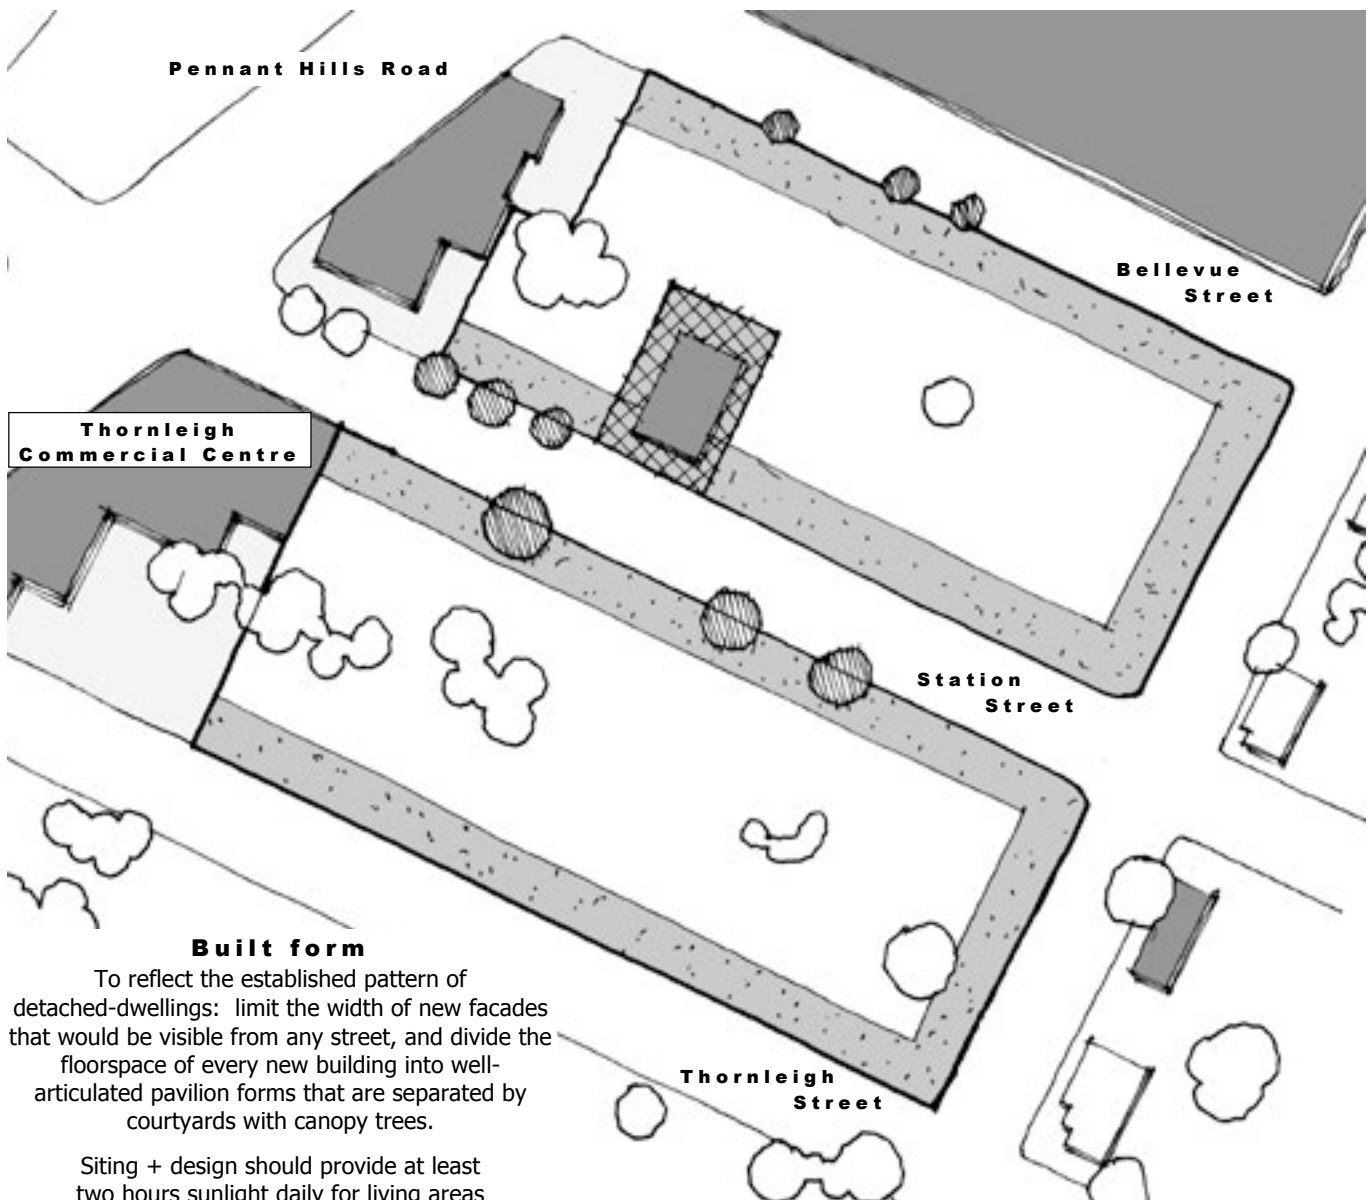 Pennant Hills Road
Bellevue
Street
Thornleigh
Commercial Centre
Station
Street
Built form
To reflect the established pattern of
detached-dwellings: limit the width of new facades
that would be visible from any street, and divide the
floorspace of every new building into well-
articulated pavilion forms that are separated by
courtyards with canopy trees.
Thornleigh
Street
Siting + design should provide at least
two hours sunlight daily for living areas